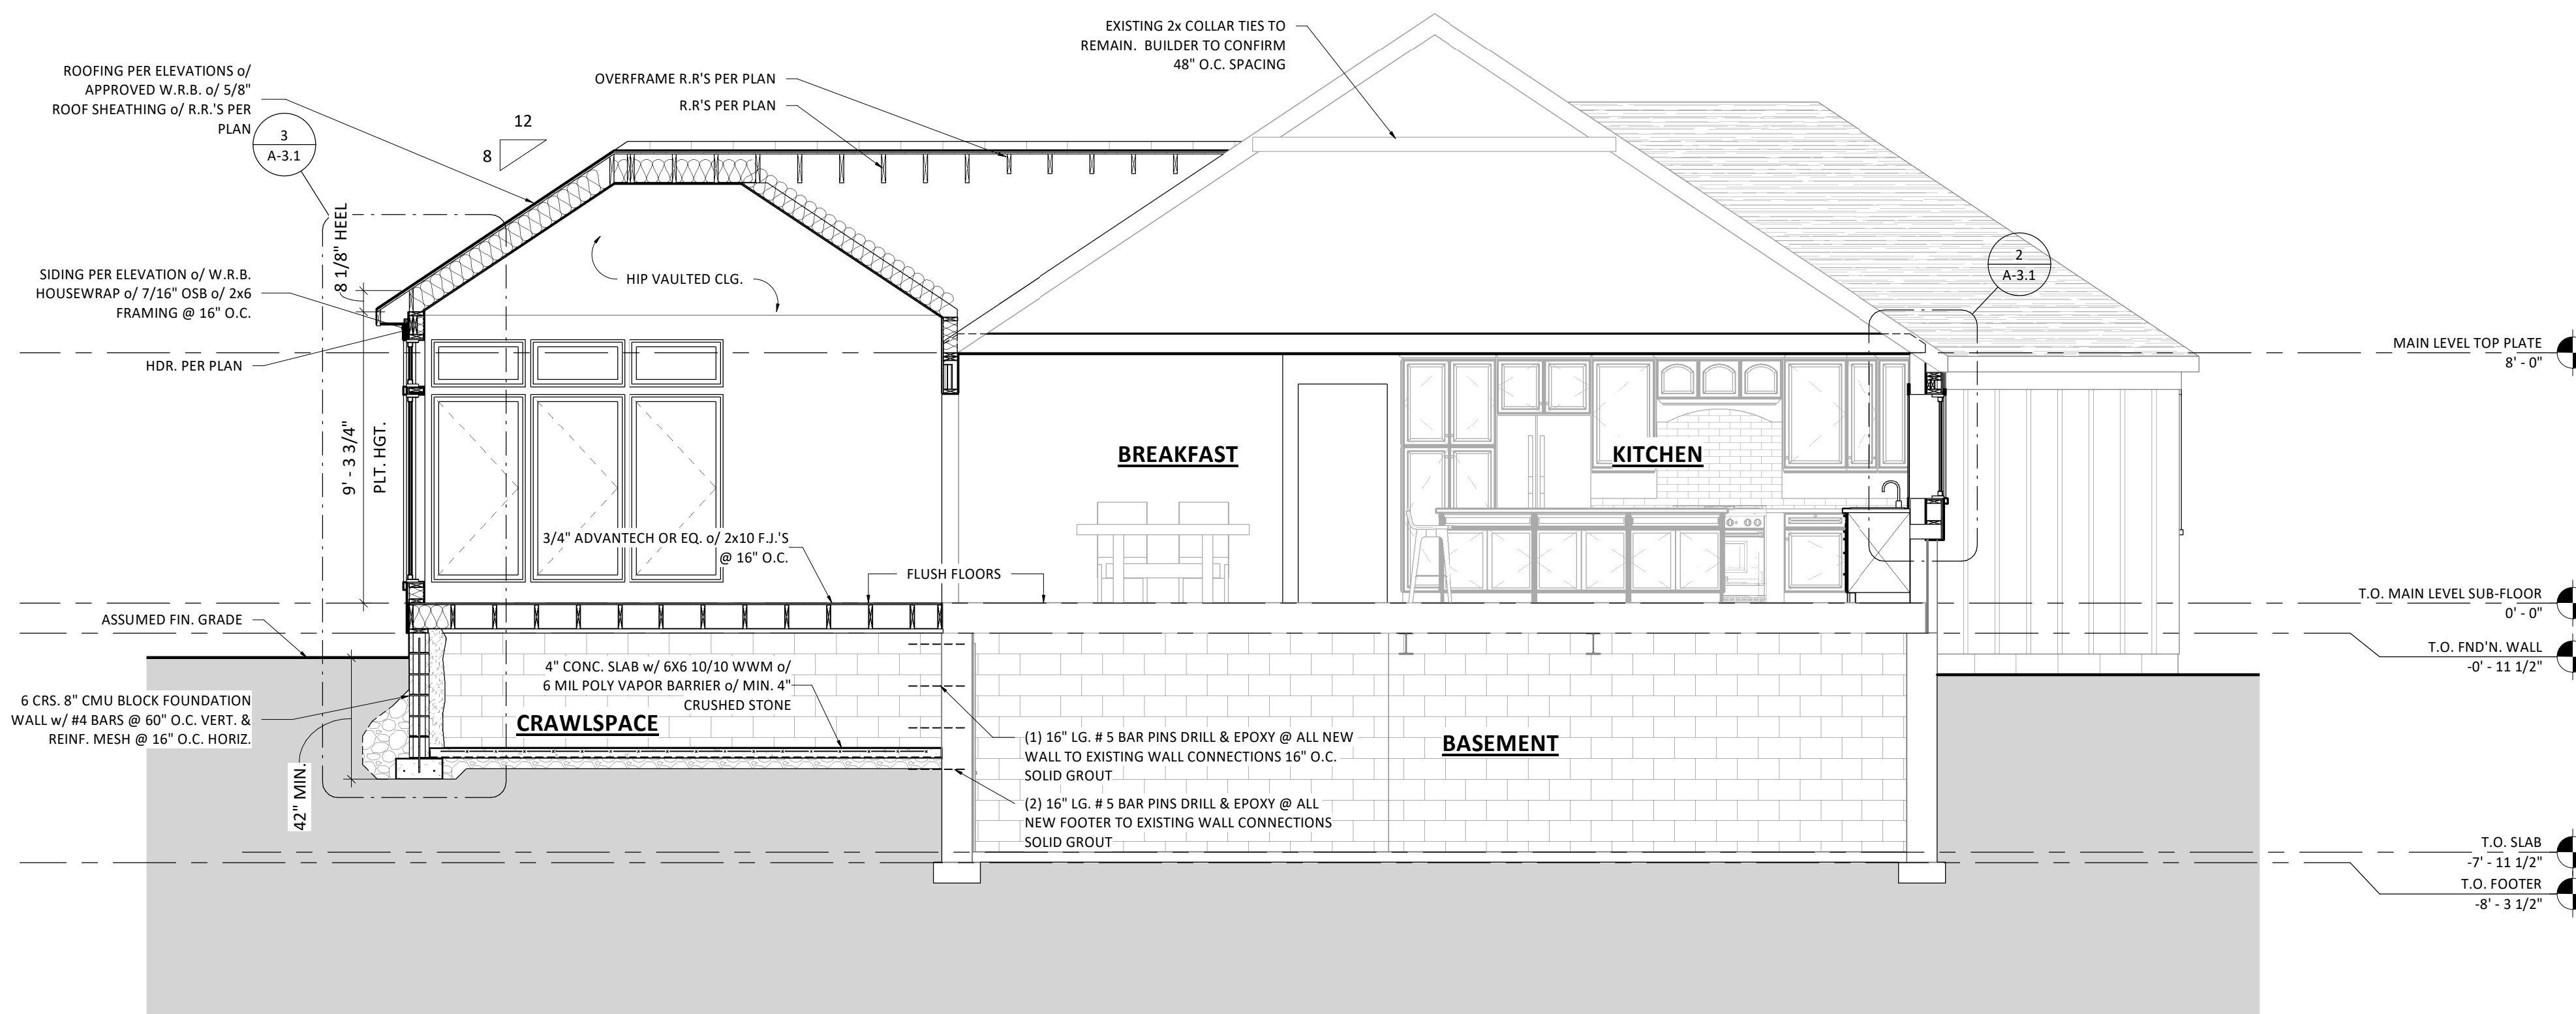 EXISTING 2x COLLAR TIES TO
REMAIN.  BUILDER TO CONFIRM
48" O.C. SPACING
ROOFING PER ELEVATIONS o/
APPROVED W.R.B. o/ 5/8"
ROOF SHEATHING o/ R.R.'S PER
PLAN
OVERFRAME R.R'S PER PLAN
R.R'S PER PLAN
3
A-3.1
12
8
8 1/8" HEEL
SIDING PER ELEVATION o/ W.R.B.
HOUSEWRAP o/ 7/16" OSB o/ 2x6
FRAMING @ 16" O.C.
HIP VAULTED CLG.
2
A-3.1
HDR. PER PLAN
MAIN LEVEL TOP PLATE
8' - 0"
9' - 3 3/4"
PLT. HGT.
BREAKFAST
KITCHEN
3/4" ADVANTECH OR EQ. o/ 2x10 F.J.'S
@ 16" O.C.
FLUSH FLOORS
T.O. MAIN LEVEL SUB-FLOOR
0' - 0"
ASSUMED FIN. GRADE
T.O. FND'N. WALL
-0' - 11 1/2"
4" CONC. SLAB w/ 6X6 10/10 WWM o/
6 MIL POLY VAPOR BARRIER o/ MIN. 4"
CRUSHED STONE
6 CRS. 8" CMU BLOCK FOUNDATION
WALL w/ #4 BARS @ 60" O.C. VERT. &
REINF. MESH @ 16" O.C. HORIZ.
CRAWLSPACE
(1) 16" LG. # 5 BAR PINS DRILL & EPOXY @ ALL NEW
WALL TO EXISTING WALL CONNECTIONS 16" O.C.
SOLID GROUT
BASEMENT
42" MIN.
(2) 16" LG. # 5 BAR PINS DRILL & EPOXY @ ALL
NEW FOOTER TO EXISTING WALL CONNECTIONS
SOLID GROUT
T.O. SLAB
-7' - 11 1/2"
T.O. FOOTER
-8' - 3 1/2"